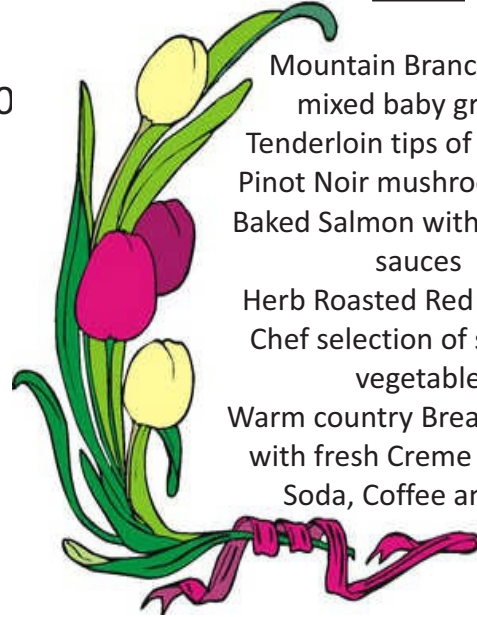 Mountain Branc
mixed baby gr
Tenderloin tips of
Pinot Noir mushro
Baked Salmon with
sauces
Herb Roasted Red
Chef selection of s
vegetable
Warm country Brea
with fresh Creme
Soda, Coffee an